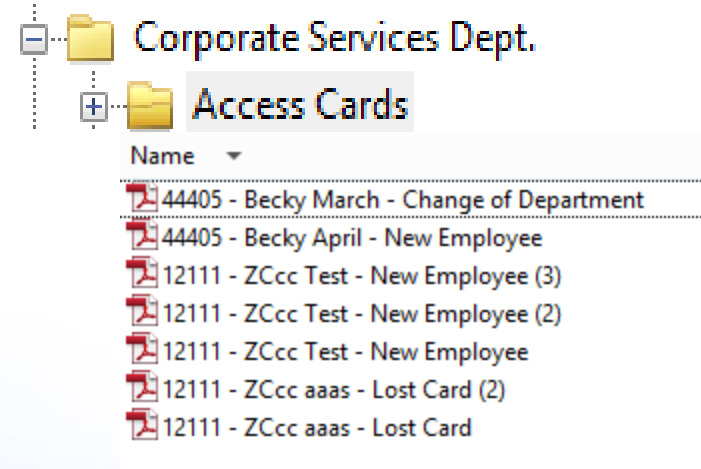 Corporate Services Dept.
Access Cards
Name
44405 - Becky March - Change of Department
44405 - Becky April - New Employee
12111 - ZCcc Test - New Employee (3)
12111 - ZCcc Test - New Employee (2)
12111 - ZCcc Test - New Employee
12111 - ZCcc aaas - Lost Card (2)
12111 - ZCcc aaas - Lost Card